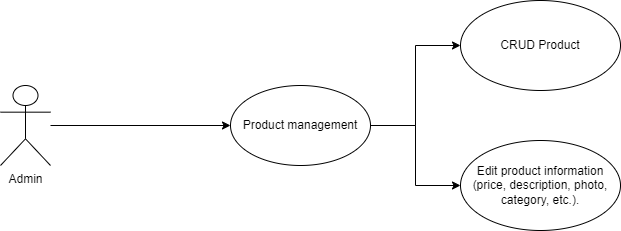 CRUD Product
Product management
Admin
Edit product information
(price, description, photo,
category, etc.).